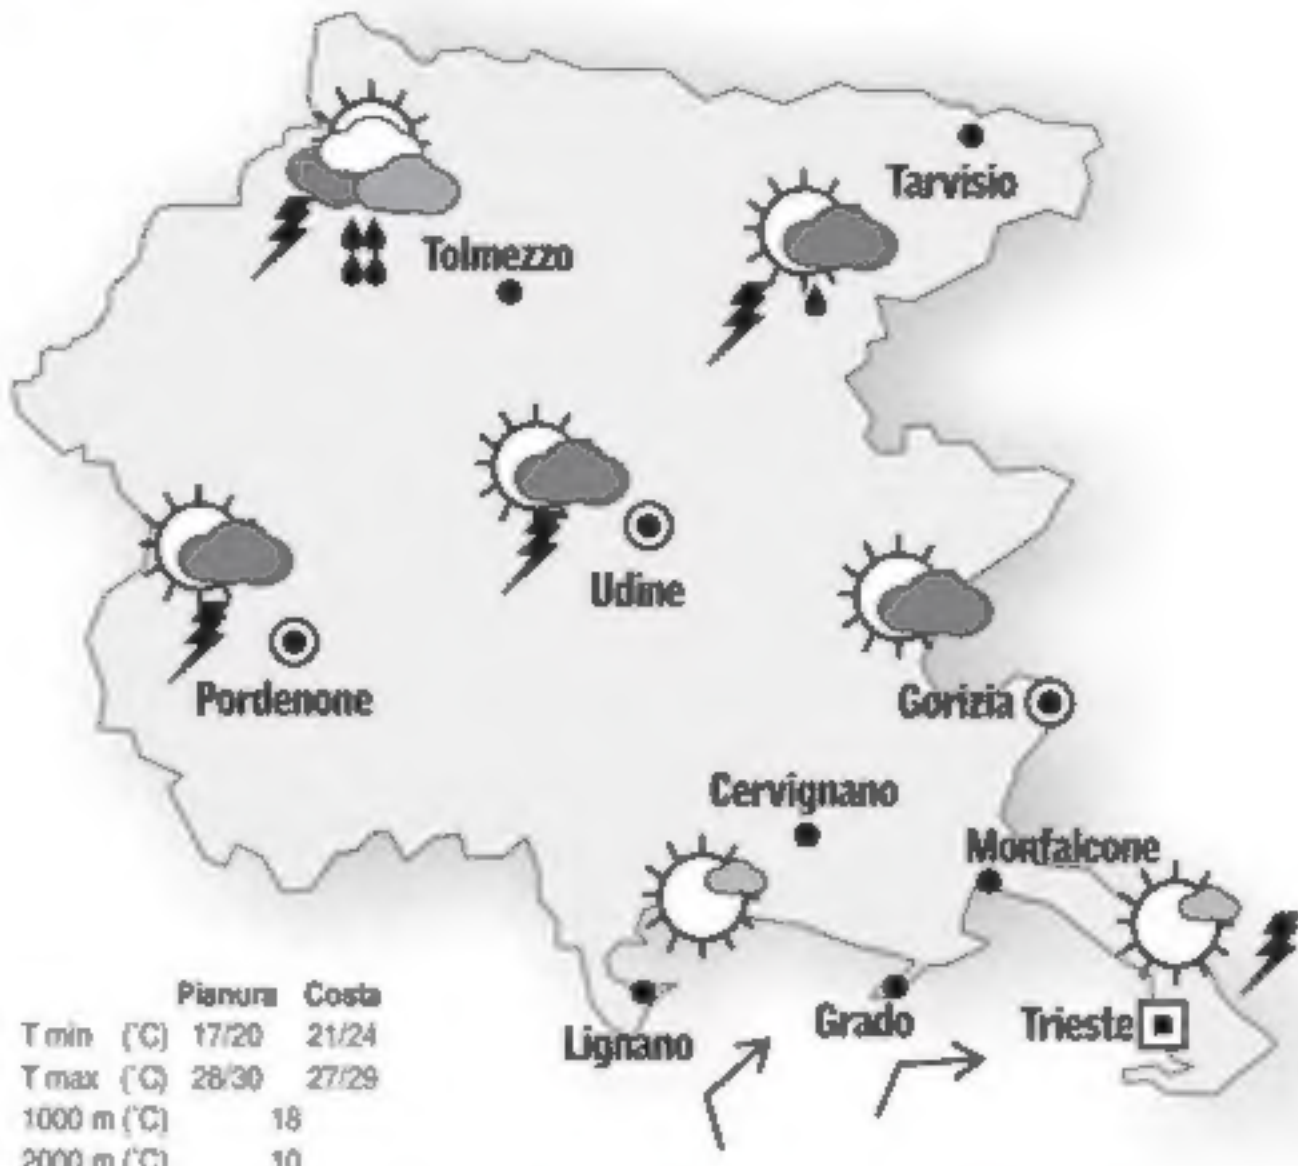 Tarvisio
Tolmezzo
Udine
Pordenone
Gorizia
Cervignano
Monfalcone
Lignano
Grado
Trieste
Pianura Costa
T min (°C) 17/20 21/24
T max (°C) 28/30 27/29
1000 m (°C) 18
2000 m (°C) 10